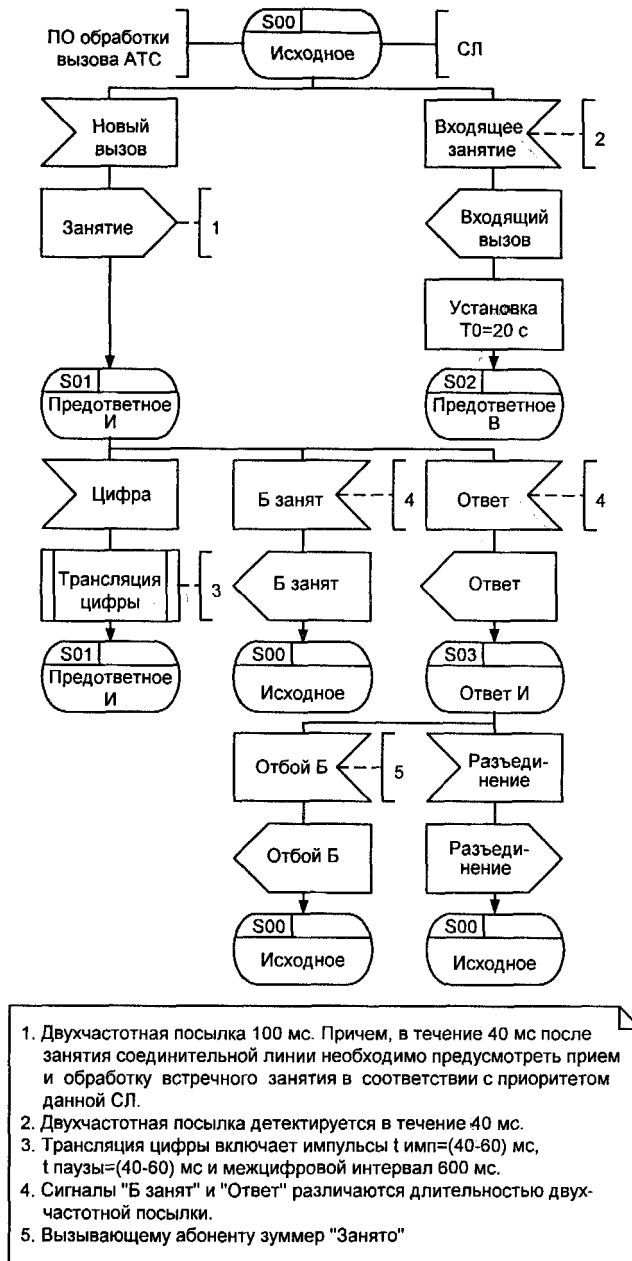 ПО обработки
вызова АТС
S00
Исходное
СЛ
Новый
вызов
Входящее
занятие
2
Занятие
1
Входящий
вызов
Установка
Т0=20 с
S01
Предответное
И
S02
Предответное
В
Цифра
Б занят
4
Ответ
4
Трансляция
цифры
3
Б занят
Ответ
S01
Предответное
И
S00
Исходное
S03
Ответ И
Отбой Б
5
Разъеди-
нение
Отбой Б
Разъеди-
нение
S00
Исходное
S00
Исходное
1. Двухчастотная посылка 100 мс. Причем, в течение 40 мс после
занятия соединительной линии необходимо предусмотреть прием
и обработку встречного занятия в соответствии с приоритетом
данной СЛ.
2. Двухчастотная посылка детектируется в течение 40 мс.
3. Трансляция цифры включает импульсы t имп=(40-60) мс,
t паузы=(40-60) мс и межцифровой интервал 600 мс.
4. Сигналы "Б занят" и "Ответ" различаются длительностью двух-
частотной посылки.
5. Вызывающему абоненту зуммер "Занято"